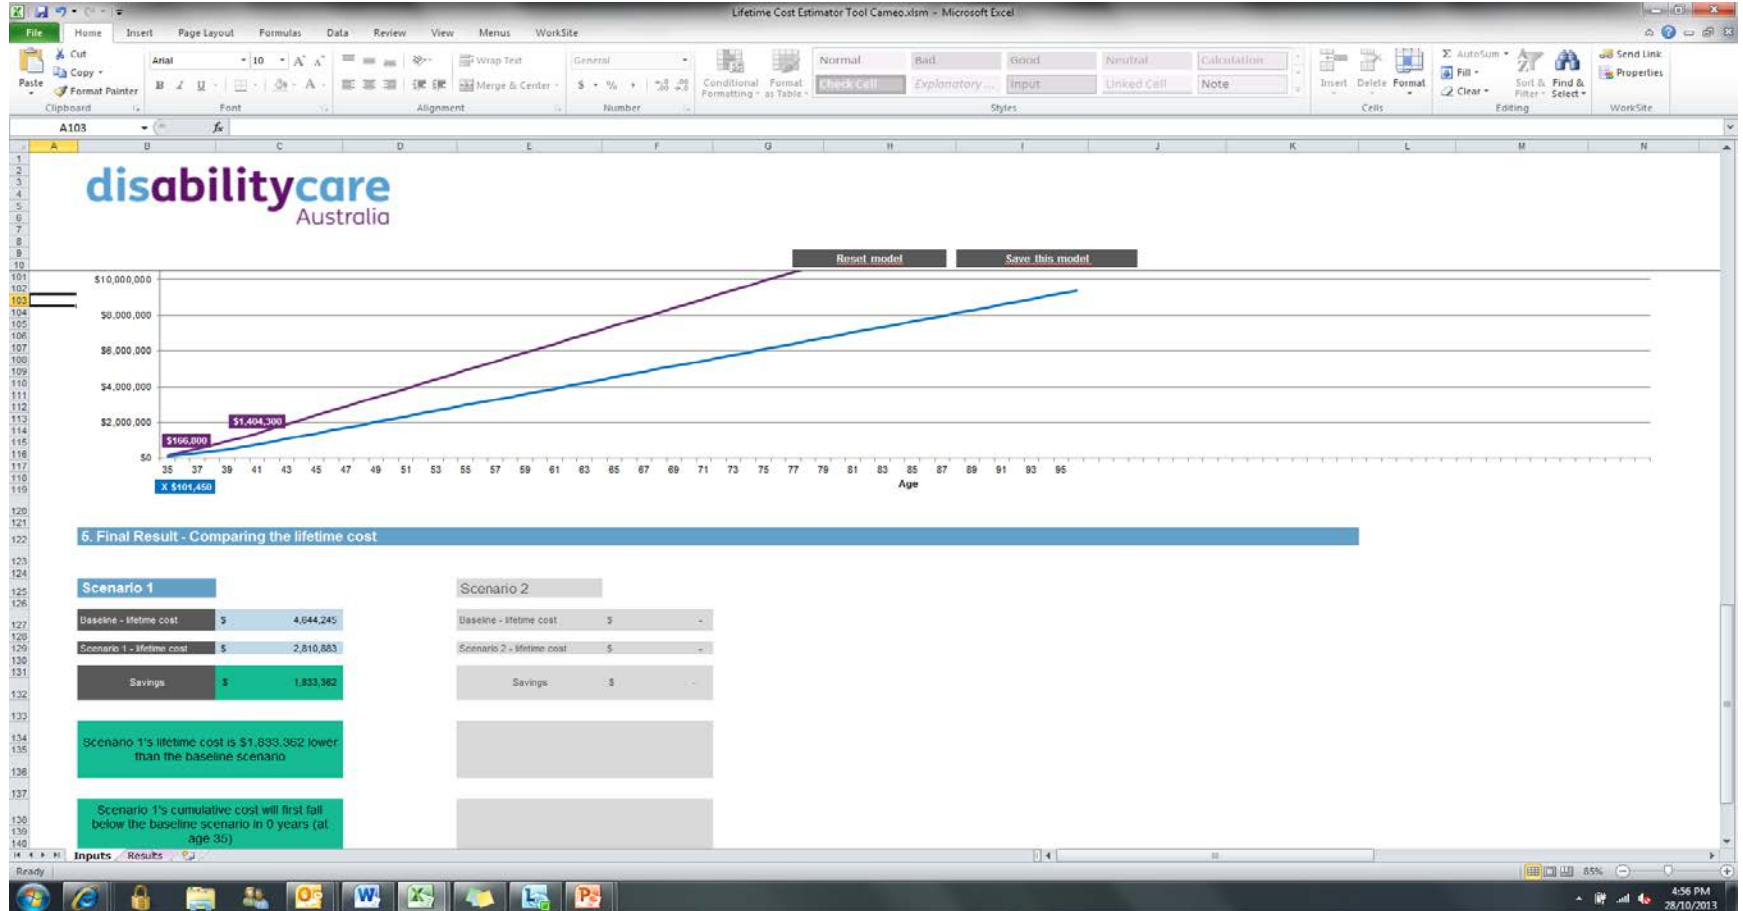 Lifetime Cost Estimator Tool Cameo.xlsm - Microsoft Excel
File Home Insert Page Layout Formulas Data Review View Menus WorkSite
Cut Arial 10 Wrap Text General Normal Bad Good Neutral Calculation AutoSum Send Link
Copy Fill Properties
Paste Format Painter B I U Merge & Center $ % Conditional Format Check Cell Explanatory ... Input Linked Cell Note Insert Delete Format Clear Sort & Find &
Formatting as Table Filter Select
Clipboard Font Alignment Number Styles Cells Editing WorkSite
A103 fx
A B C D E F G H I J K L M N
disabilitycare
Australia
Reset model Save this model
$10,000,000
$8,000,000
$6,000,000
$4,000,000
$2,000,000
$1,404,300
$166,800
$0
35 37 39 41 43 45 47 49 51 53 55 57 59 61 63 65 67 69 71 73 75 77 79 81 83 85 87 89 91 93 95
Age
X $101,450
5. Final Result - Comparing the lifetime cost
Scenario 1 Scenario 2
Baseline - lifetime cost $ 4,644,245 Baseline - lifetime cost $ -
Scenario 1 - lifetime cost $ 2,810,883 Scenario 2 - lifetime cost $ -
Savings $ 1,833,362 Savings $ -
Scenario 1's lifetime cost is $1,833,362 lower
than the baseline scenario
Scenario 1's cumulative cost will first fall
below the baseline scenario in 0 years (at
age 35)
Inputs Results
Ready 85%
4:56 PM
28/10/2013